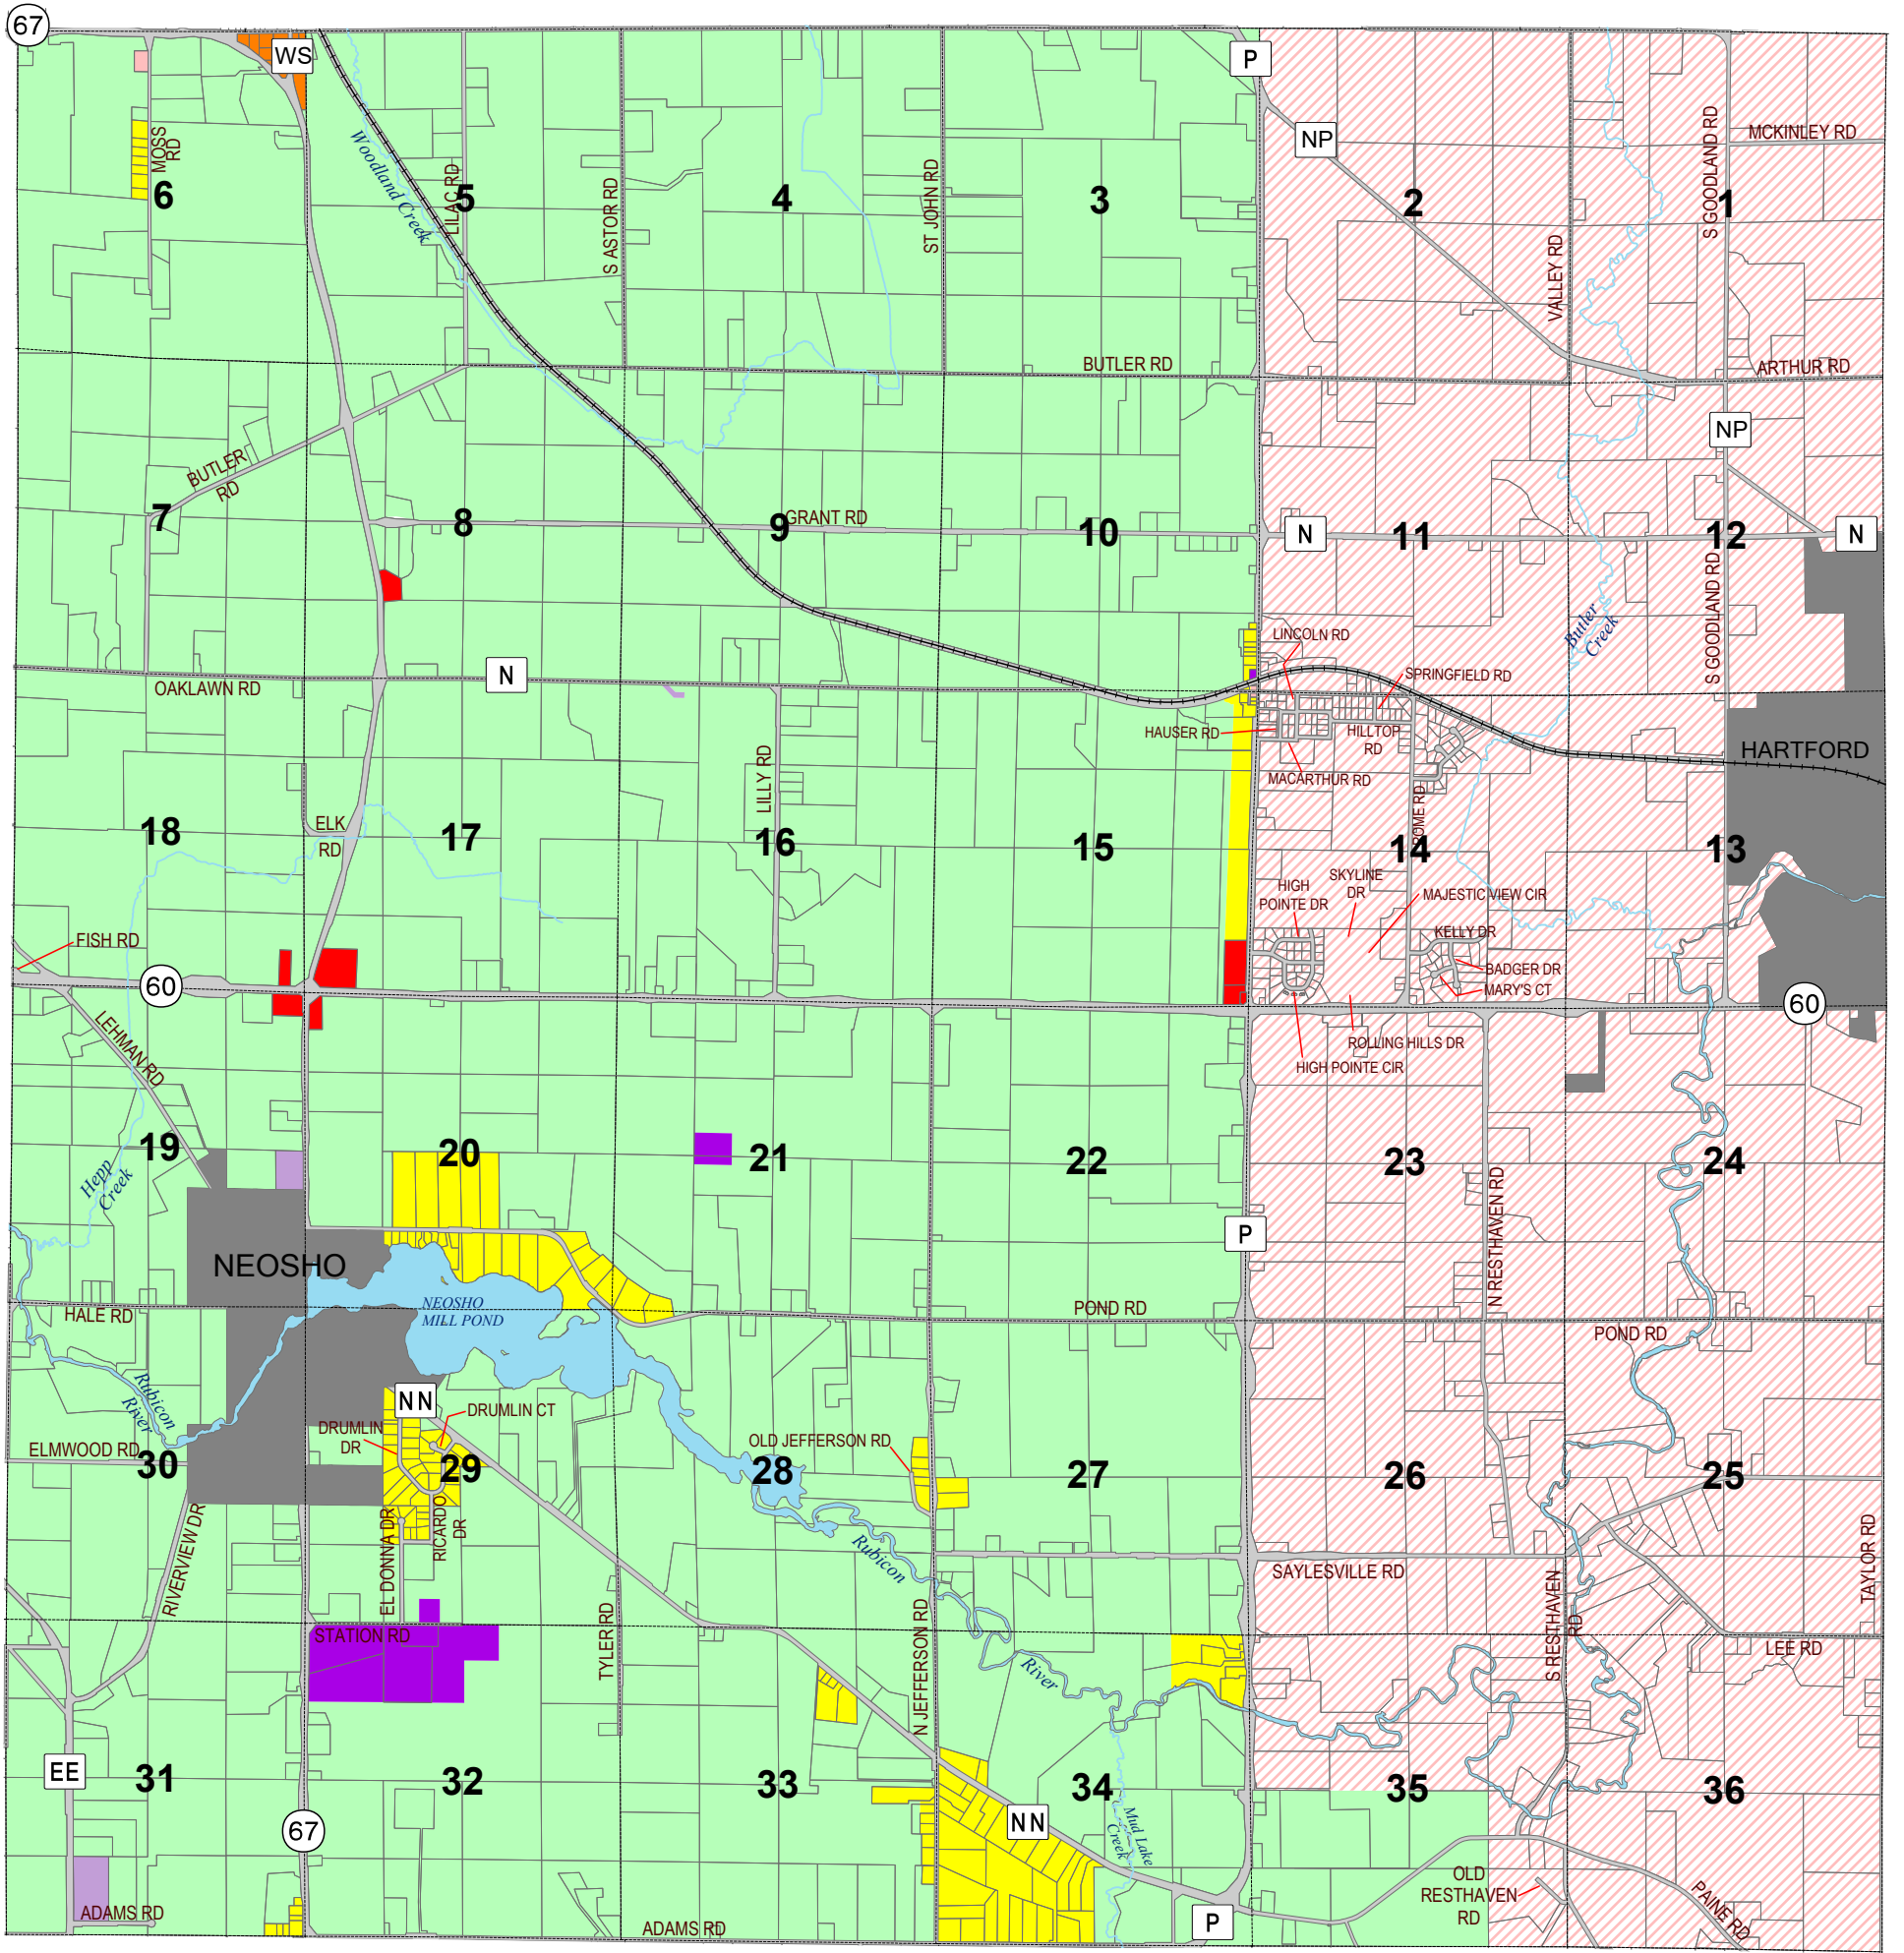 67
WS
P
NP
MOSS
RD
Woodland Creek
LILAC RD
S ASTOR RD
ST JOHN RD
VALLEY RD
S GOODLAND RD
MCKINLEY RD
6
5
4
3
2
1
BUTLER RD
ARTHUR RD
NP
BUTLER
RD
7
8
9
GRANT RD
10
N
11
12
N
S GOODLAND RD
Butler
Creek
LINCOLN RD
SPRINGFIELD RD
OAKLAWN RD
N
HAUSER RD
HILLTOP
RD
MACARTHUR RD
HARTFORD
LILLY RD
ELK
RD
18
17
16
15
14
13
HIGH
POINTE DR
SKYLINE
DR
MAJESTIC VIEW CIR
KELLY DR
BADGER DR
MARY'S CT
FISH RD
60
60
LEHMAN RD
ROLLING HILLS DR
HIGH POINTE CIR
19
20
21
22
23
24
Hepp
Creek
N RESTHAVEN RD
P
NEOSHO
NEOSHO
MILL POND
HALE RD
POND RD
POND RD
Rubicon
River
NN
DRUMLIN CT
DRUMLIN
DR
OLD JEFFERSON RD
ELMWOOD RD
30
29
28
27
26
25
RIVERVIEW DR
EL DONNA DR
RICARDO
DR
Rubicon
SAYLESVILLE RD
TAYLOR RD
STATION RD
TYLER RD
N JEFFERSON RD
River
S RESTHAVEN
RD
LEE RD
EE
31
32
33
34
35
36
67
NN
Mud Lake
Creek
OLD
RESTHAVEN
RD
PAINE RD
ADAMS RD
ADAMS RD
P